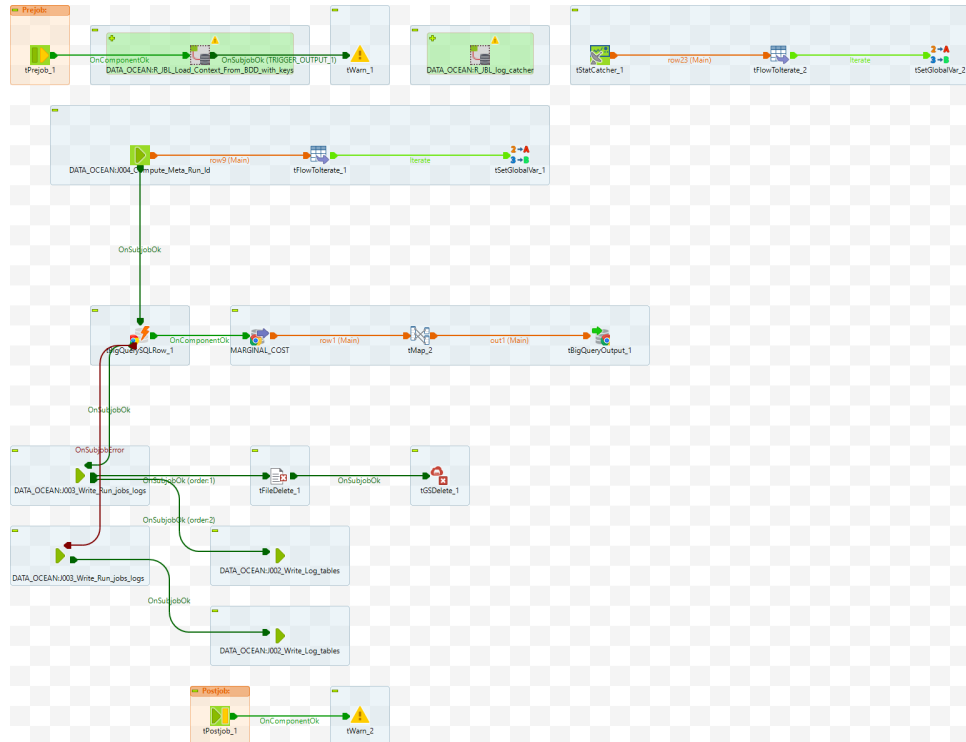 Prejob:
OnComponentOk
OnSubjobOk (TRIGGER_OUTPUT_1)
tPrejob_1
DATA_OCEAN:R_JBL_Load_Context_From_BDD_with_keys
tWarn_1
DATA_OCEAN:R_JBL_log_catcher
row23 (Main)
Iterate
tStatCatcher_1
tFlowToIterate_2
tSetGlobalVar_2
row9 (Main)
Iterate
DATA_OCEAN:J004_Compute_Meta_Run_Id
tFlowToIterate_1
tSetGlobalVar_1
OnSubjobOk
OnComponentOk
row1 (Main)
out1 (Main)
tBigQuerySQLRow_1
MARGINAL_COST
tMap_2
tBigQueryOutput_1
OnSubjobOk
OnSubjobError
OnSubjobOk (order:1)
OnSubjobOk
DATA_OCEAN:J003_Write_Run_jobs_logs
tFileDelete_1
tGSDelete_1
OnSubjobOk (order:2)
DATA_OCEAN:J002_Write_Log_tables
DATA_OCEAN:J003_Write_Run_jobs_logs
OnSubjobOk
DATA_OCEAN:J002_Write_Log_tables
Postjob:
OnComponentOk
tPostjob_1
tWarn_2